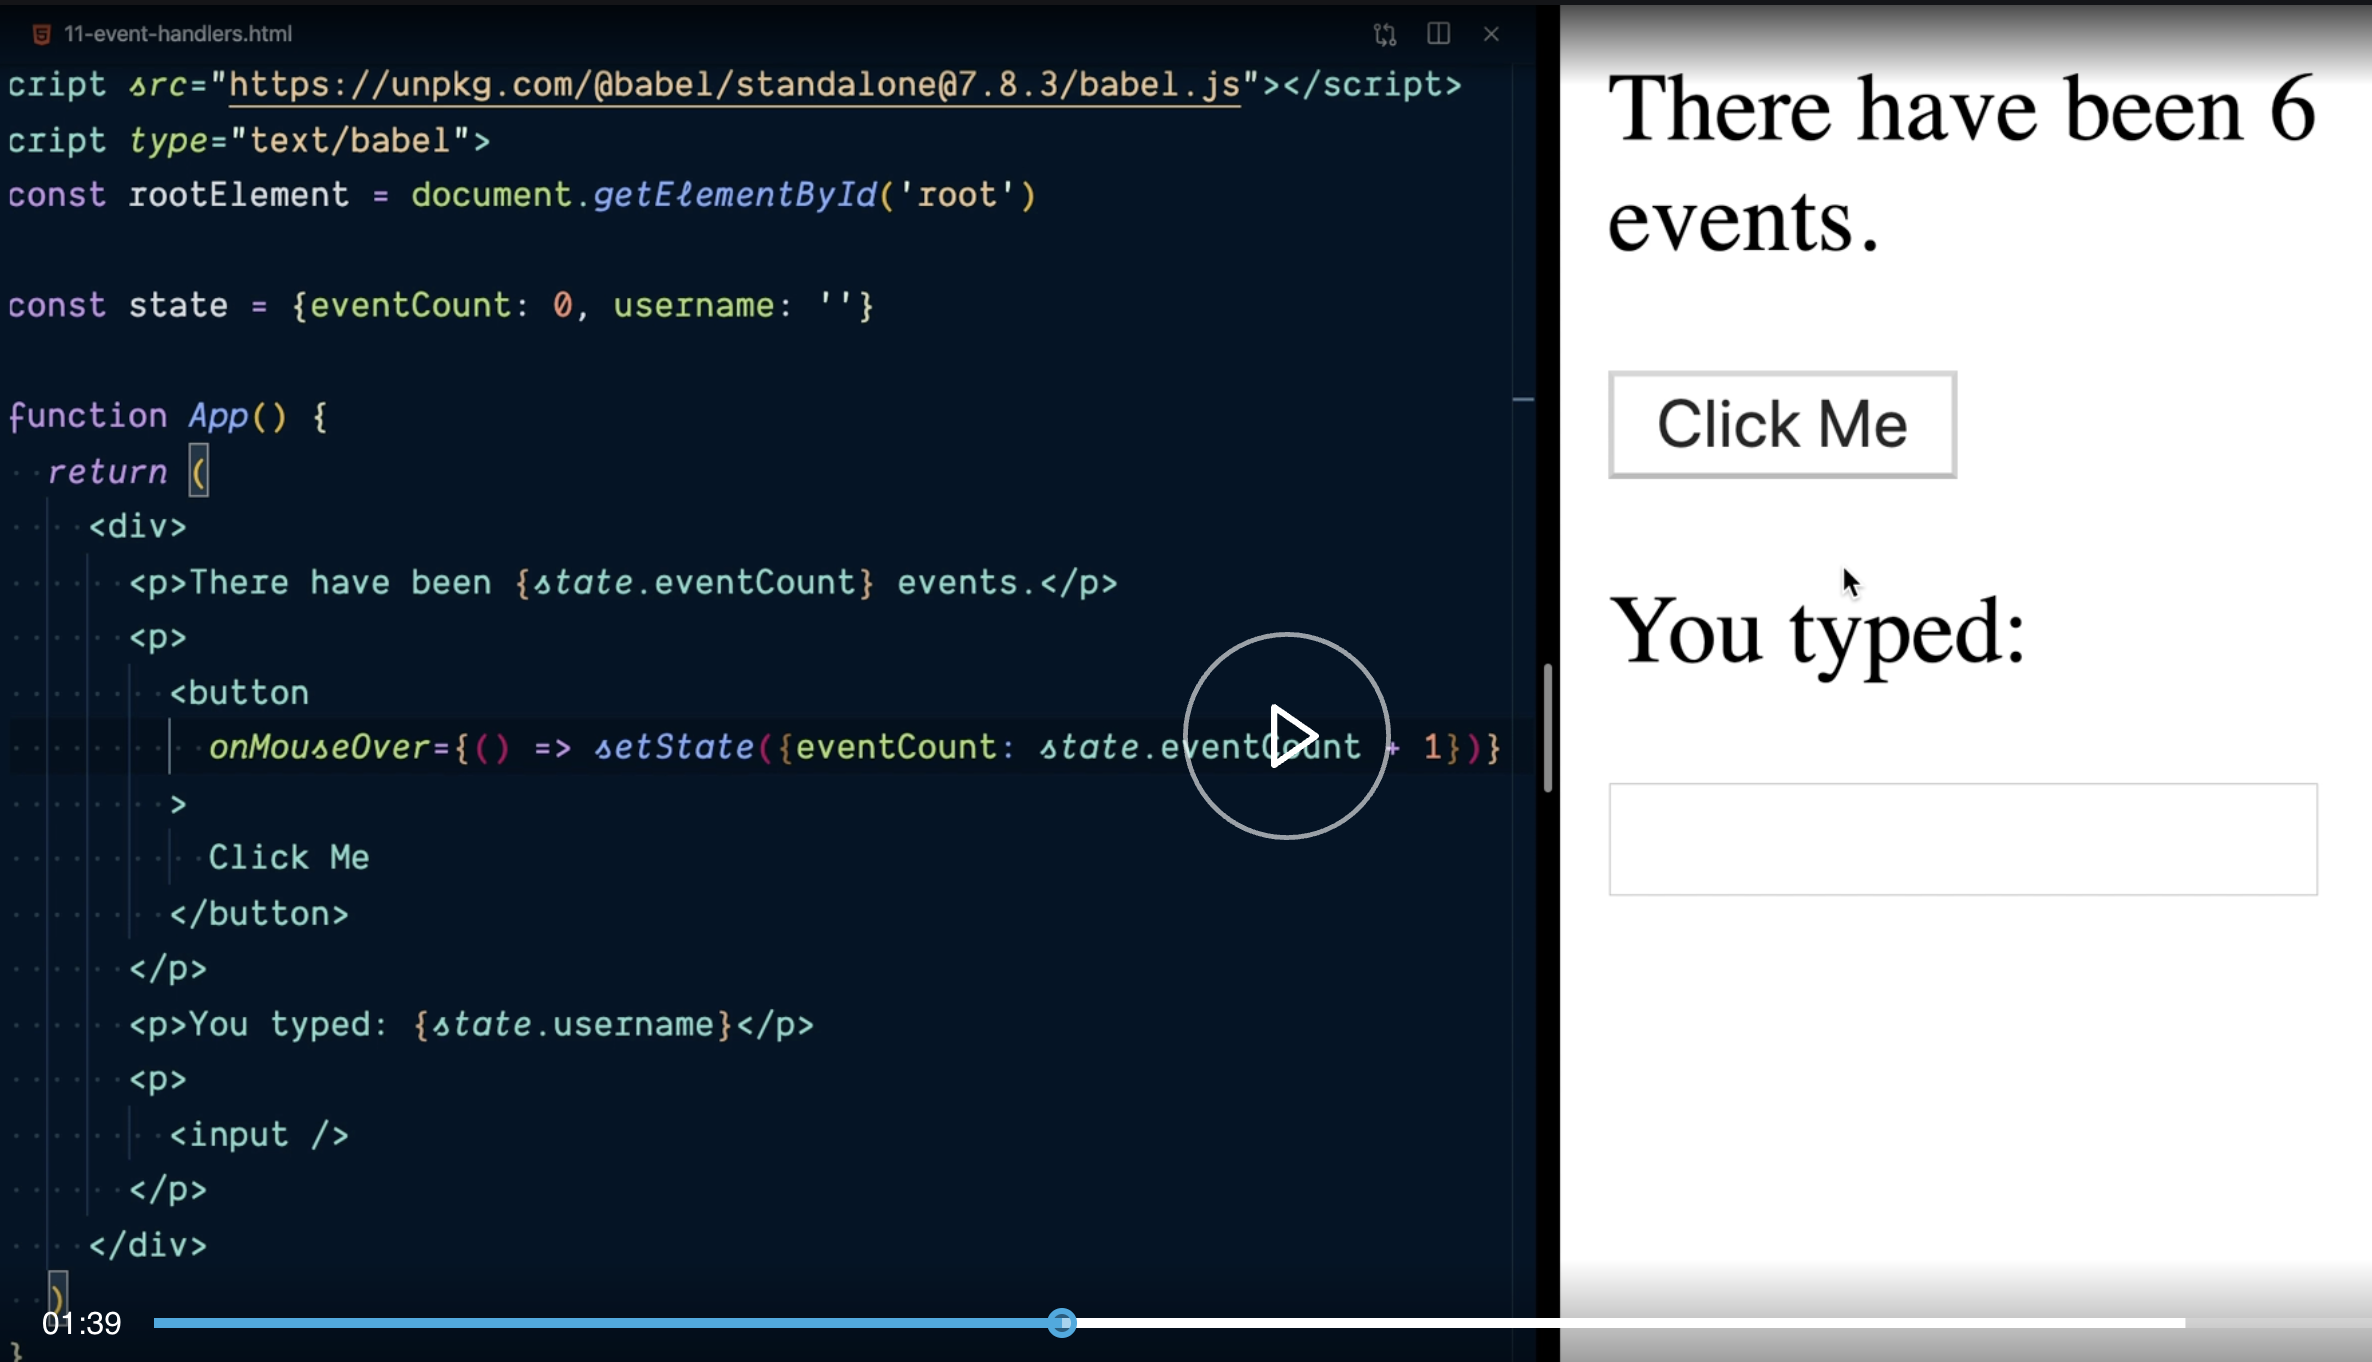 11-event-handlers.html
cript src="https://unpkg.com/@babel/standalone@7.8.3/babel.js"></script>
cript type="text/babel">
const rootElement = document.getElementById('root')
const state = {eventCount: 0, username: ''}
function App() {
return (
<div>
<p>There have been {state.eventCount} events.</p>
<p>
<button
onMouseOver={() => setState({eventCount: state.eventCount + 1})}
>
Click Me
</button>
</p>
<p>You typed: {state.username}</p>
<p>
<input />
</p>
</div>
)
}
01:39
There have been 6
events.
Click Me
You typed: